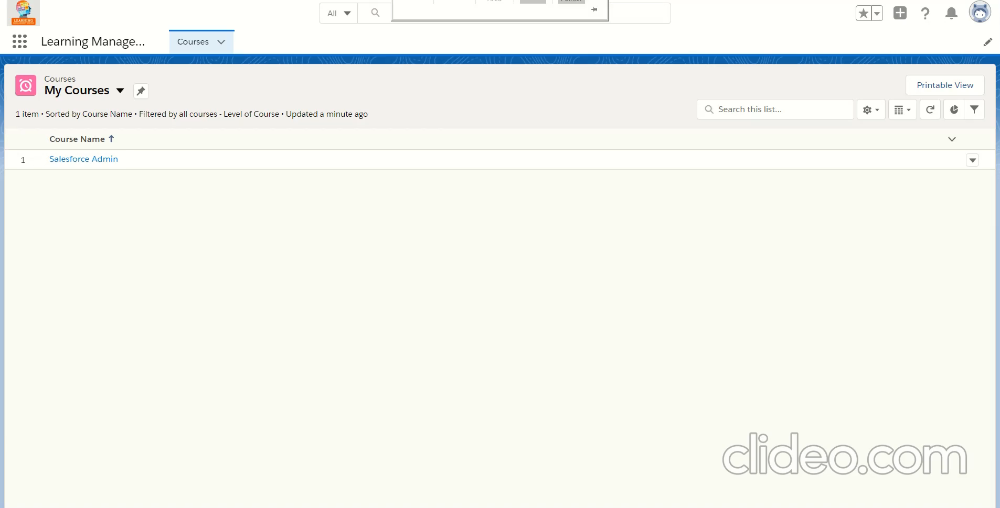 LEARNING
All
Learning Manage...
Courses
Courses
My Courses
Printable View
1 item • Sorted by Course Name • Filtered by all courses - Level of Course • Updated a minute ago
Search this list...
Course Name
1
Salesforce Admin
clideo.com